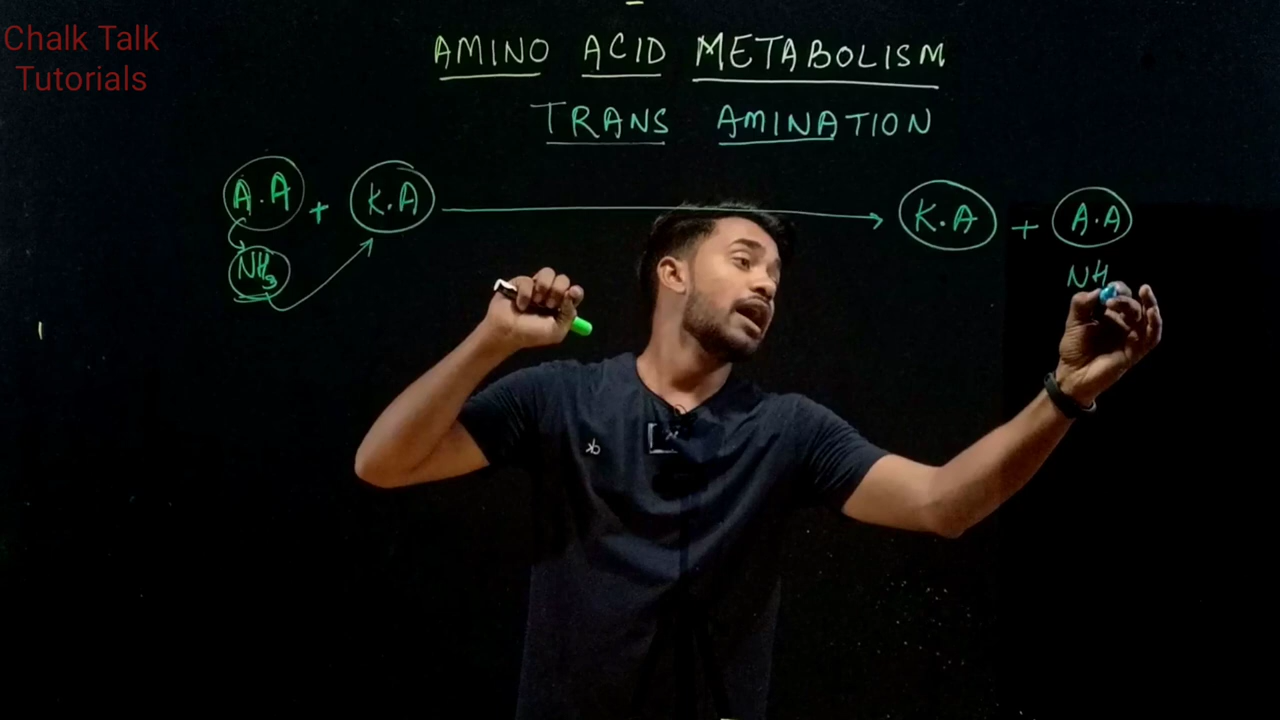 Chalk Talk
Tutorials
AMINO ACID METABOLISM
TRANS AMINATION
A.A + K.A → K.A + A.A
NH3
NH